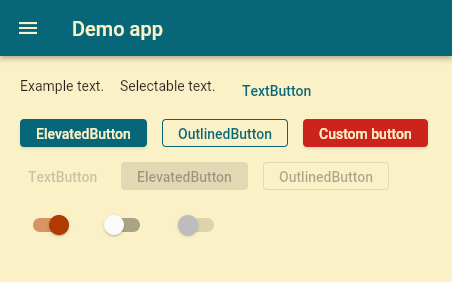 Demo app
Example text. Selectable text. TextButton
ElevatedButton OutlinedButton Custom button
TextButton ElevatedButton OutlinedButton